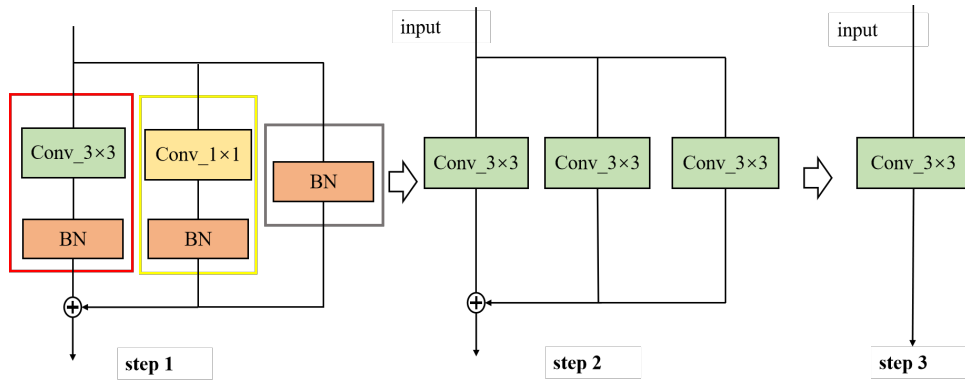 input
input
Conv_3×3
Conv_1×1
BN
BN
BN
Conv_3×3
Conv_3×3
Conv_3×3
Conv_3×3
step 1
step 2
step 3